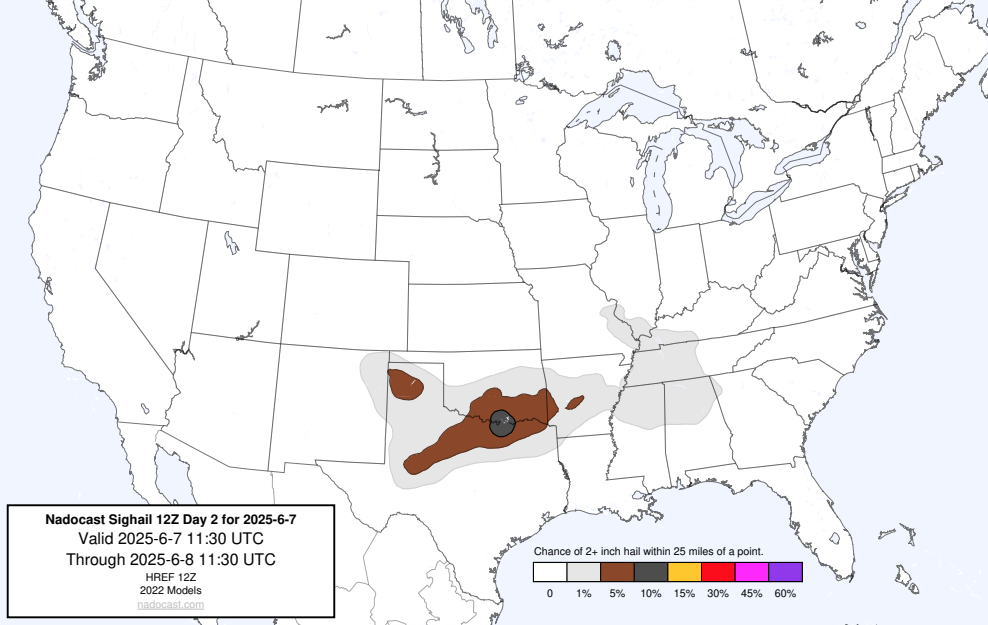 Nadocast Sighail 12Z Day 2 for 2025-6-7
Valid 2025-6-7 11:30 UTC
Through 2025-6-8 11:30 UTC
HREF 12Z
2022 Models
nadocast.com
Chance of 2+ inch hail within 25 miles of a point.
0 1% 5% 10% 15% 30% 45% 60%